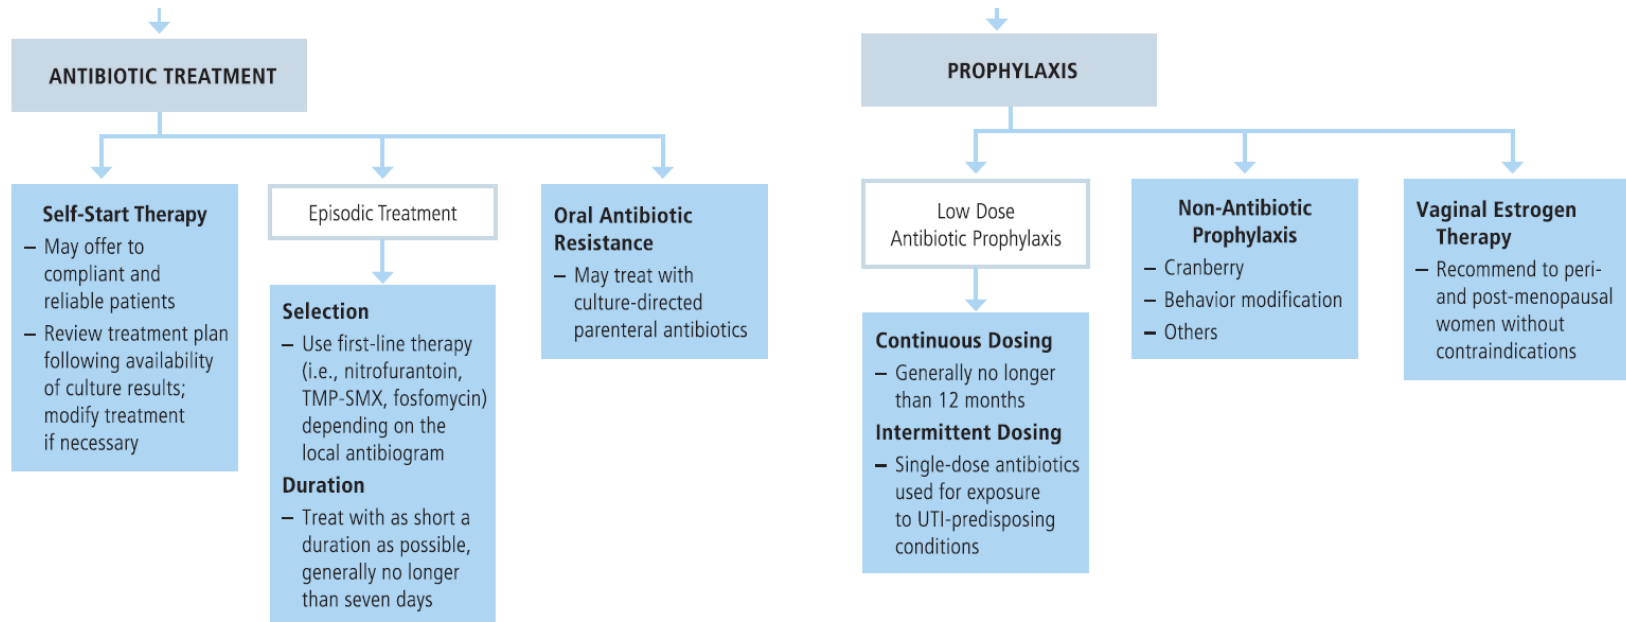 ANTIBIOTIC TREATMENT
Self-Start Therapy
– May offer to
compliant and
reliable patients
– Review treatment plan
following availability
of culture results;
modify treatment
if necessary
Episodic Treatment
Selection
– Use first-line therapy
(i.e., nitrofurantoin,
TMP-SMX, fosfomycin)
depending on the
local antibiogram
Duration
– Treat with as short a
duration as possible,
generally no longer
than seven days
Oral Antibiotic
Resistance
– May treat with
culture-directed
parenteral antibiotics
PROPHYLAXIS
Low Dose
Antibiotic Prophylaxis
Continuous Dosing
– Generally no longer
than 12 months
Intermittent Dosing
– Single-dose antibiotics
used for exposure
to UTI-predisposing
conditions
Non-Antibiotic
Prophylaxis
– Cranberry
– Behavior modification
– Others
Vaginal Estrogen
Therapy
– Recommend to peri-
and post-menopausal
women without
contraindications